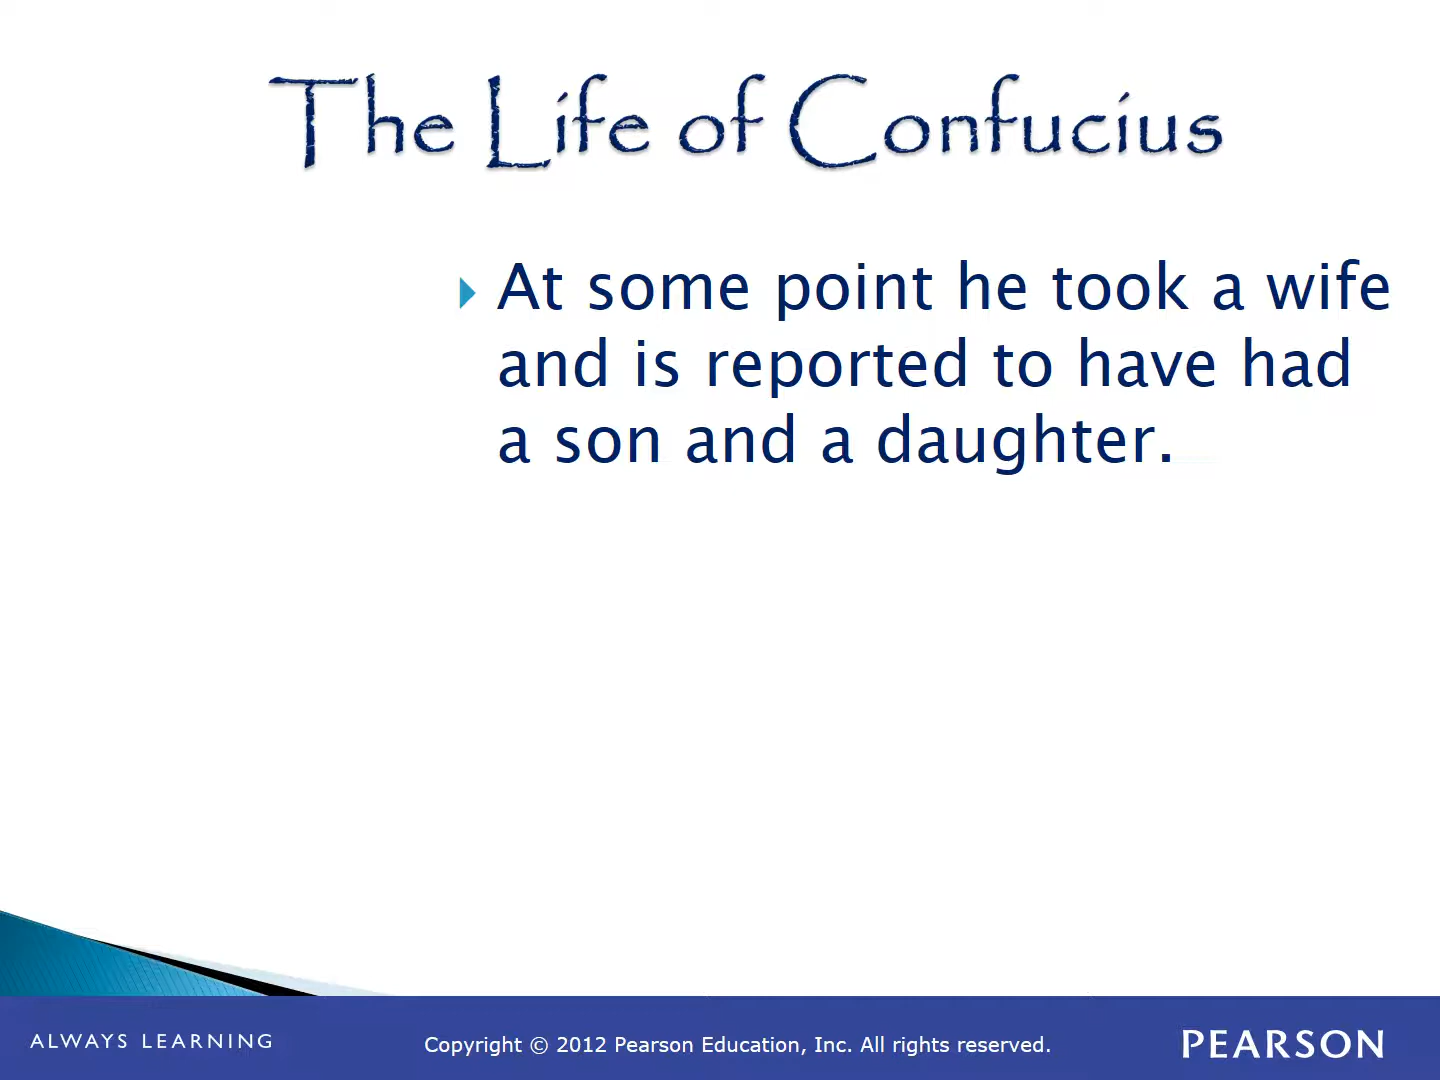 The Life of Confucius
At some point he took a wife
and is reported to have had
a son and a daughter.
ALWAYS LEARNING
Copyright © 2012 Pearson Education, Inc. All rights reserved.
PEARSON